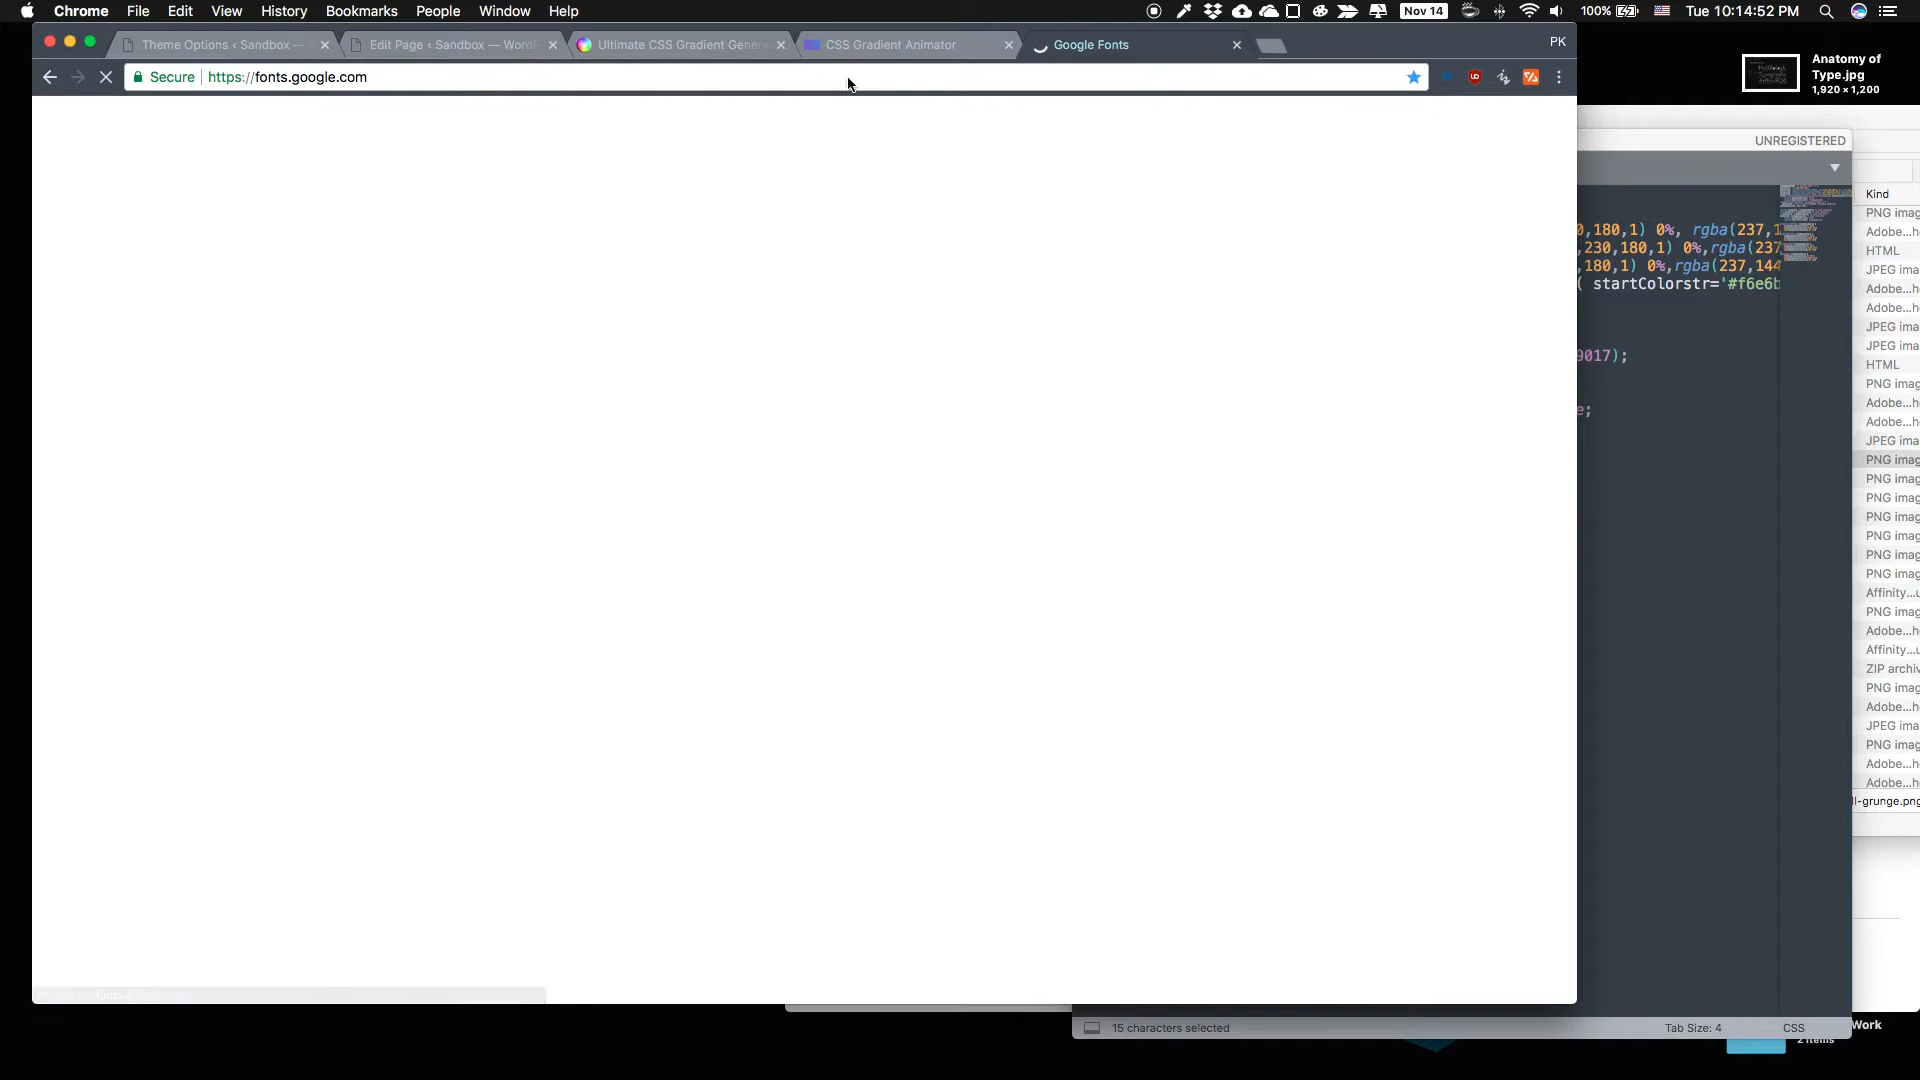 Chrome File Edit View History Bookmarks People Window Help Nov 14 100% Tue 10:14:52 PM
Theme Options ‹ Sandbox — Edit Page ‹ Sandbox — WordP Ultimate CSS Gradient Genera CSS Gradient Animator Google Fonts PK
Secure https://fonts.google.com
Anatomy of
Type.jpg
1,920 × 1,200
UNREGISTERED
Kind
PNG imag
Adobe...h
HTML
JPEG ima
Adobe...h
Adobe...h
JPEG ima
JPEG ima
HTML
PNG imag
Adobe...h
Adobe...h
JPEG ima
PNG imag
PNG imag
PNG imag
PNG imag
PNG imag
PNG imag
PNG imag
Affinity...u
PNG imag
Adobe...h
Affinity...u
ZIP archiv
PNG imag
Adobe...h
JPEG ima
PNG imag
Adobe...h
Adobe...h
ll-grunge.png
0,180,1) 0%, rgba(237,1
,230,180,1) 0%,rgba(237
,180,1) 0%,rgba(237,144
( startColorstr='#f6e6b
9017);
e;
15 characters selected Tab Size: 4 CSS
Work
2 items